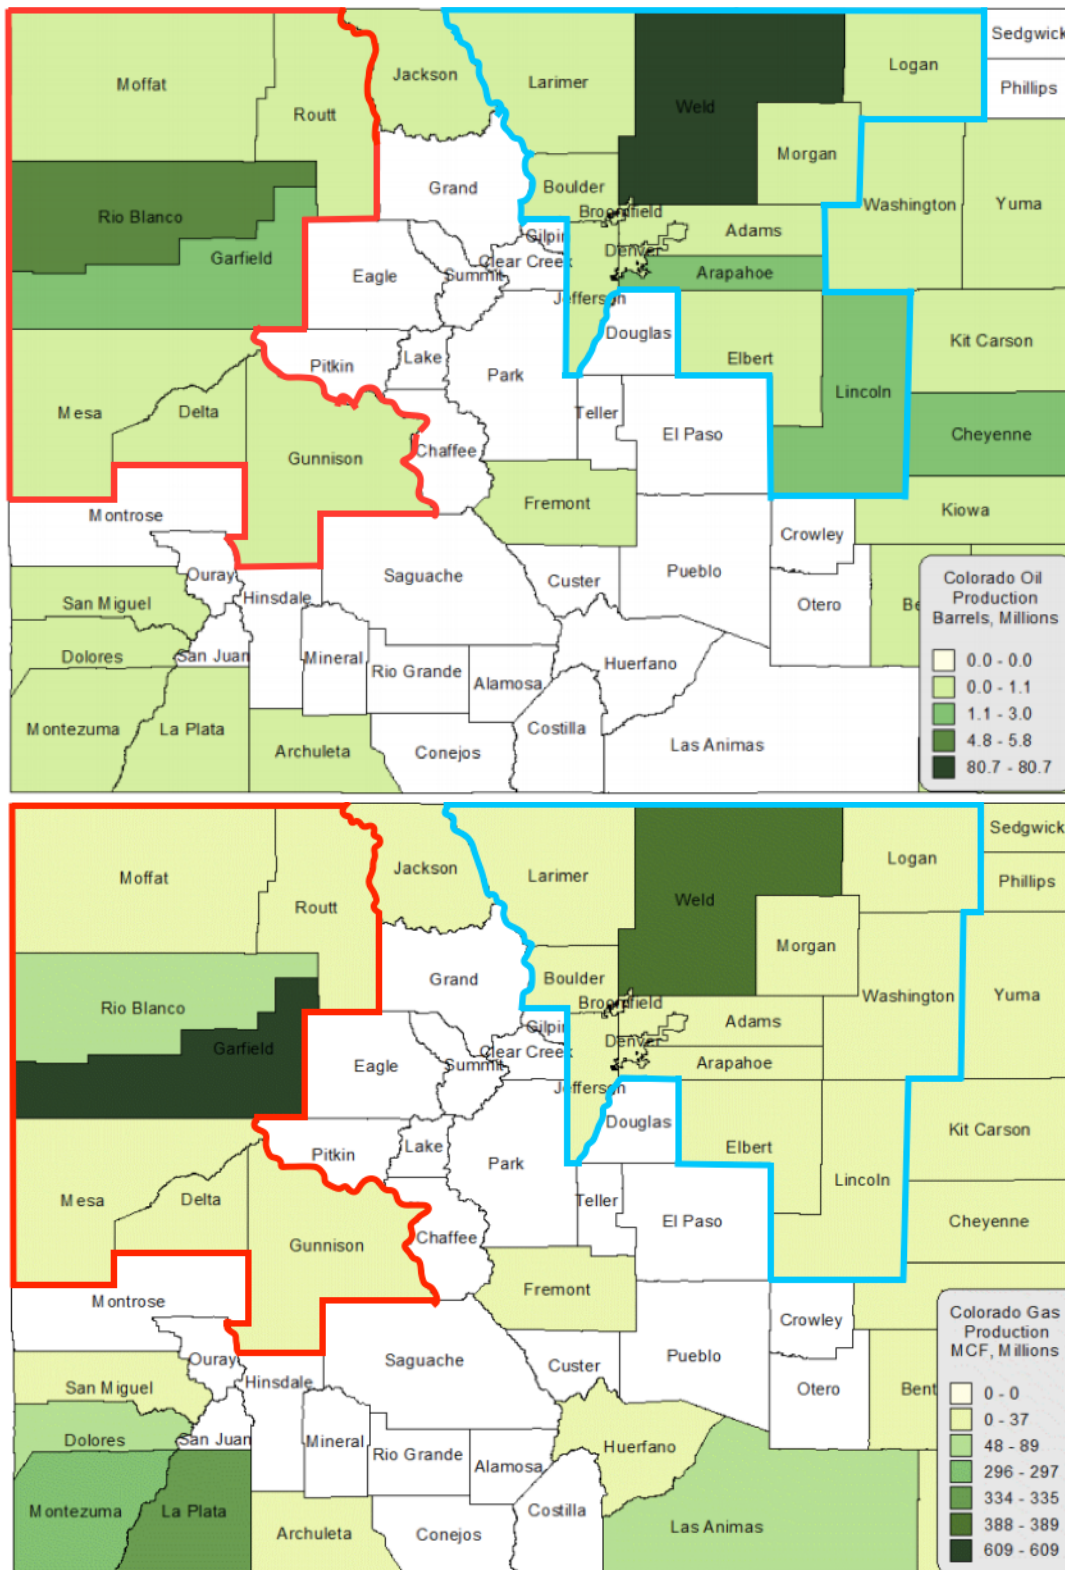 Sedgwick
Moffat
Jackson
Larimer
Logan
Phillips
Routt
Weld
Morgan
Grand
Boulder
Rio Blanco
Broomfield
Washington
Yuma
Gilpin
Adams
Garfield
Clear Creek
Denver
Eagle
Summit
Arapahoe
Jefferson
Douglas
Kit Carson
Pitkin
Lake
Park
Elbert
Lincoln
Mesa
Delta
Teller
El Paso
Cheyenne
Gunnison
Chaffee
Fremont
Kiowa
Montrose
Crowley
Ouray
Saguache
Custer
Pueblo
Hinsdale
Otero
San Miguel
Be
Dolores
San Juan
Mineral
Rio Grande
Alamosa
Huerfano
Montezuma
La Plata
Archuleta
Conejos
Costilla
Las Animas
Colorado Oil
Production
Barrels, Millions
0.0 - 0.0
0.0 - 1.1
1.1 - 3.0
4.8 - 5.8
80.7 - 80.7
Sedgwick
Moffat
Jackson
Larimer
Logan
Phillips
Routt
Weld
Morgan
Grand
Boulder
Rio Blanco
Broomfield
Washington
Yuma
Gilpin
Adams
Garfield
Clear Creek
Denver
Eagle
Summit
Arapahoe
Jefferson
Douglas
Kit Carson
Pitkin
Lake
Park
Elbert
Lincoln
Mesa
Delta
Teller
El Paso
Cheyenne
Gunnison
Chaffee
Fremont
Montrose
Crowley
Ouray
Saguache
Custer
Pueblo
Hinsdale
Otero
San Miguel
Bent
Dolores
San Juan
Mineral
Rio Grande
Alamosa
Huerfano
Montezuma
La Plata
Archuleta
Conejos
Costilla
Las Animas
Colorado Gas
Production
MCF, Millions
0 - 0
0 - 37
48 - 89
296 - 297
334 - 335
388 - 389
609 - 609